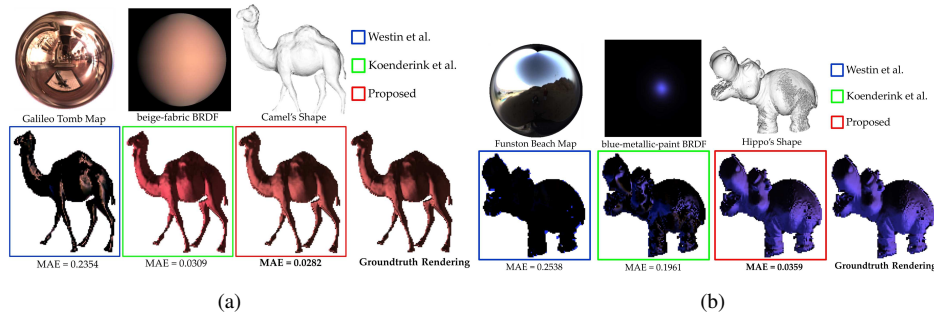 Westin et al.
Koenderink et al.
Proposed
Galileo Tomb Map
beige-fabric BRDF
Camel's Shape
MAE = 0.2354
MAE = 0.0309
MAE = 0.0282
Groundtruth Rendering
(a)
Westin et al.
Koenderink et al.
Proposed
Funston Beach Map
blue-metallic-paint BRDF
Hippo's Shape
MAE = 0.2538
MAE = 0.1961
MAE = 0.0359
Groundtruth Rendering
(b)